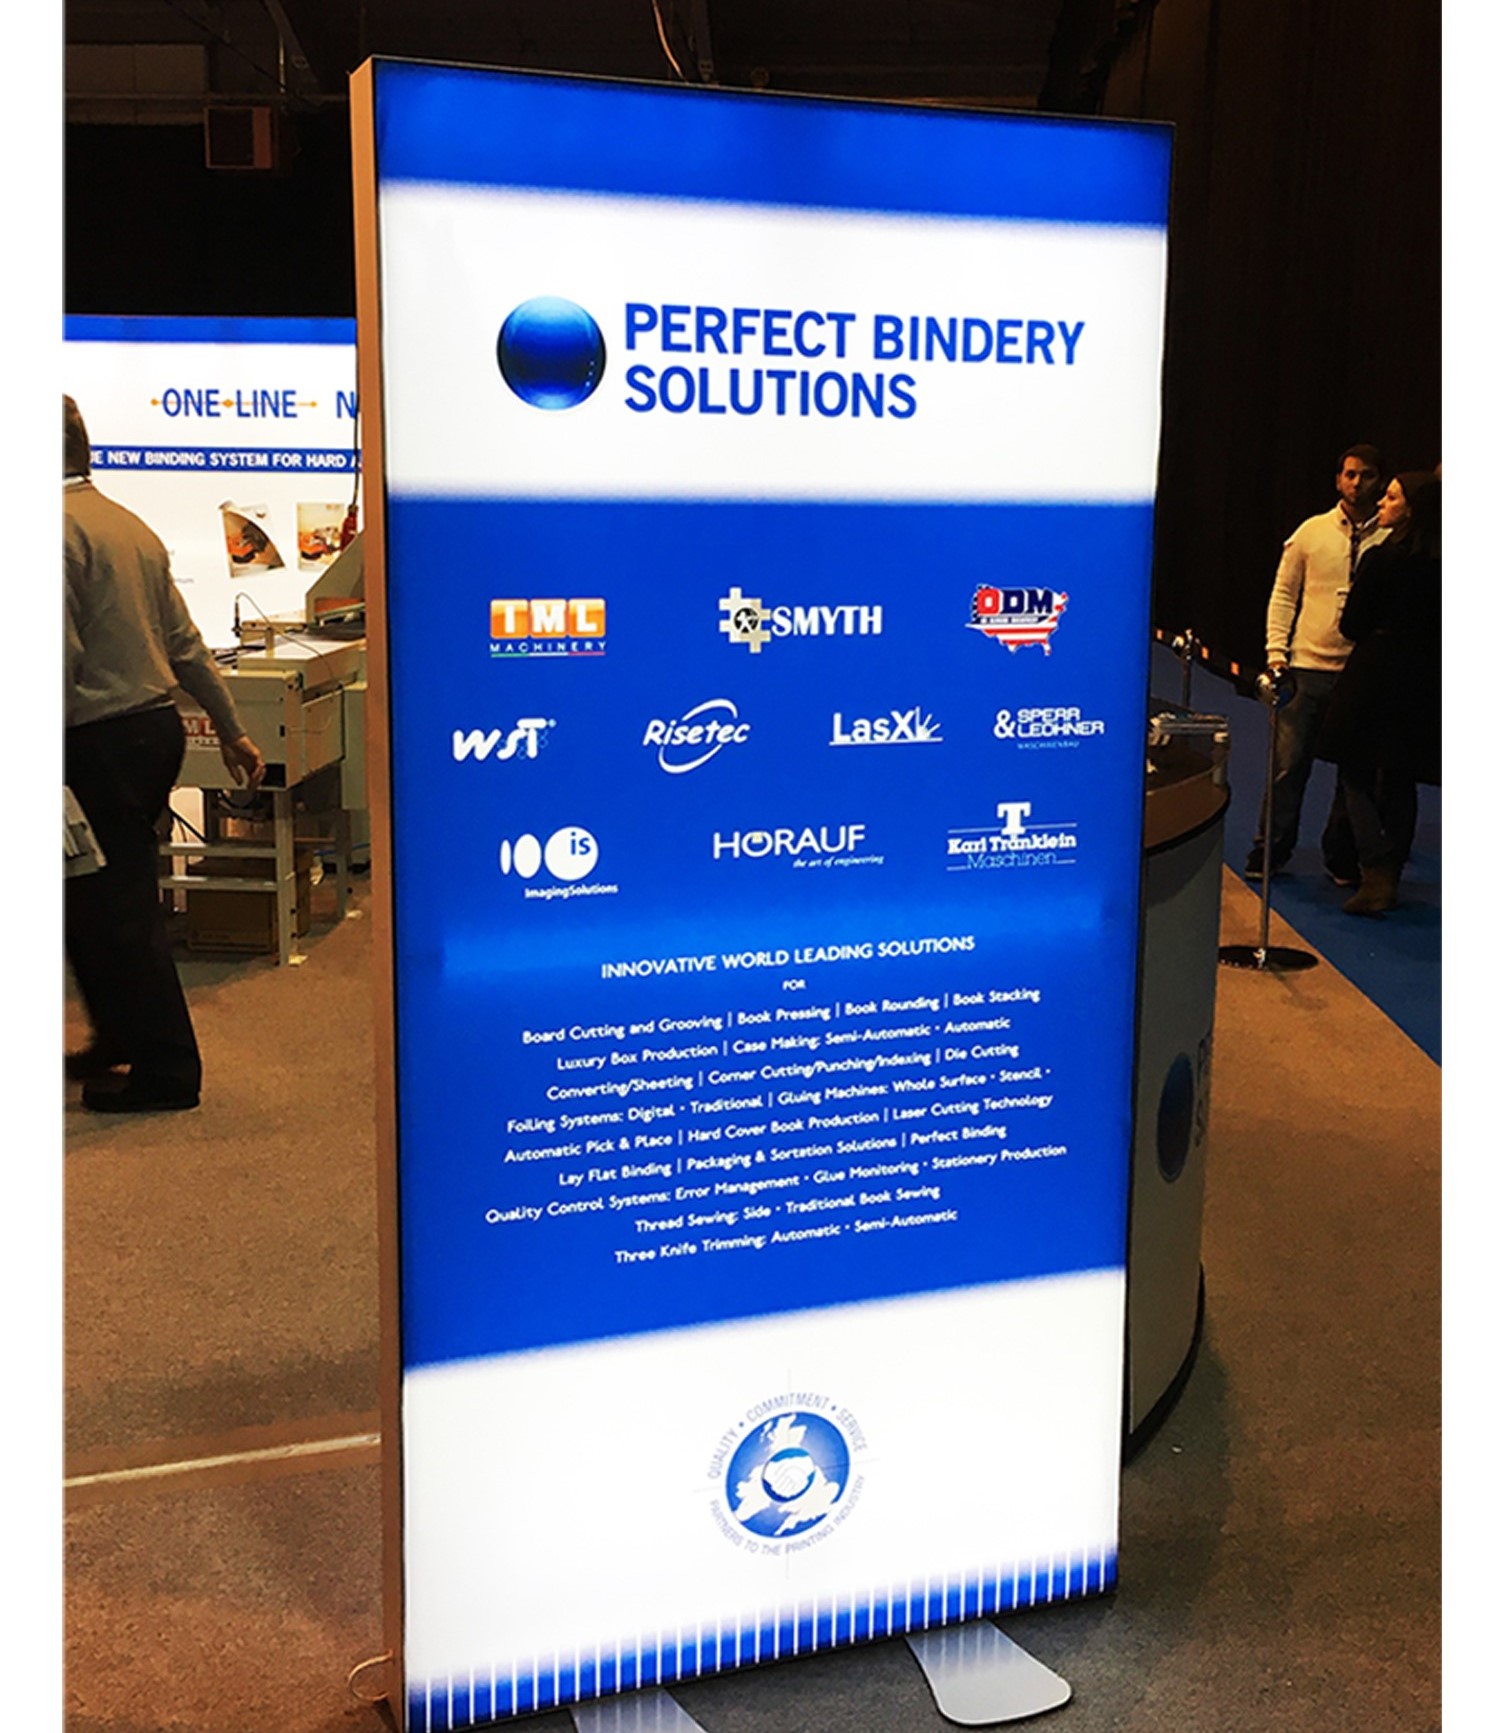 PERFECT BINDERY
SOLUTIONS
ONE LINE N
NEW BINDING SYSTEM FOR HARD
TML
MACHINERY
SMYTH
ODM
WST
Risetec
LasX
& SPERR
LECHNER
MASCHINENBAU
is
ImagingSolutions
HORAUF
the art of engineering
T
Karl Tränklein
Maschinen
INNOVATIVE WORLD LEADING SOLUTIONS
FOR
Board Cutting and Grooving | Book Pressing | Book Rounding | Book Stacking
Luxury Box Production | Case Making: Semi-Automatic • Automatic
Converting/Sheeting | Corner Cutting/Punching/Indexing | Die Cutting
Foiling Systems: Digital • Traditional | Gluing Machines: Whole Surface • Stencil •
Automatic Pick & Place | Hard Cover Book Production | Laser Cutting Technology
Lay Flat Binding | Packaging & Sortation Solutions | Perfect Binding
Quality Control Systems: Error Management • Glue Monitoring • Stationery Production
Thread Sewing: Side • Traditional Book Sewing
Three Knife Trimming: Automatic • Semi-Automatic
QUALITY • COMMITMENT • SERVICE
PARTNERS TO THE PRINTING INDUSTRY